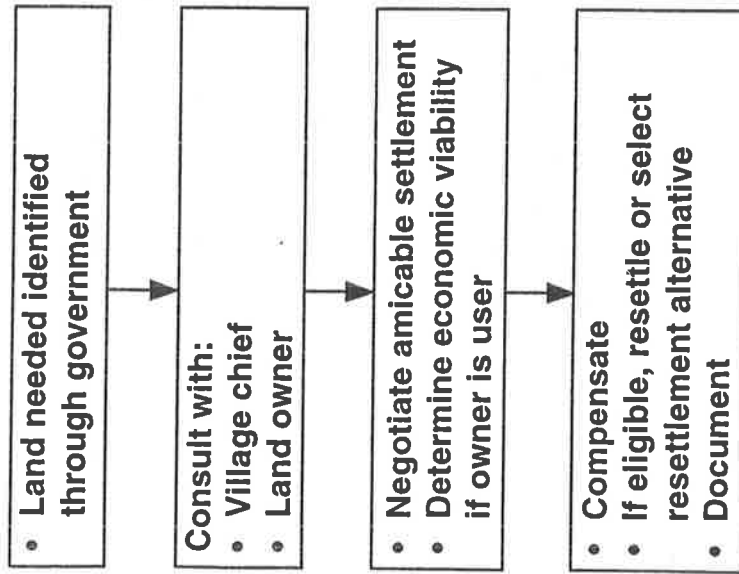 • Land needed identified
through government
Consult with:
• Village chief
• Land owner
• Negotiate amicable settlement
• Determine economic viability
if owner is user
• Compensate
• If eligible, resettle or select
resettlement alternative
• Document